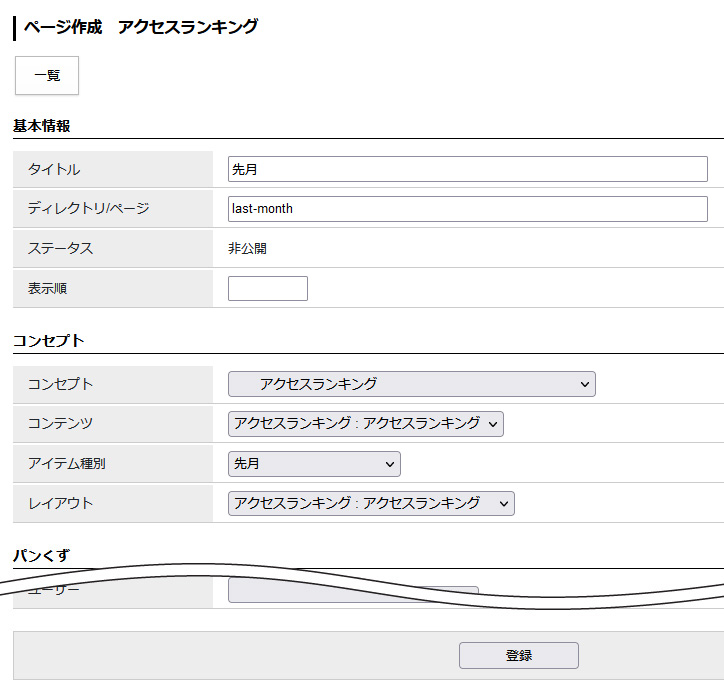 ページ作成　アクセスランキング
一覧
基本情報
タイトル 先月
ディレクトリ/ページ last-month
ステータス 非公開
表示順
コンセプト
コンセプト アクセスランキング
コンテンツ アクセスランキング : アクセスランキング
アイテム種別 先月
レイアウト アクセスランキング : アクセスランキング
パンくず
ユーザー
登録